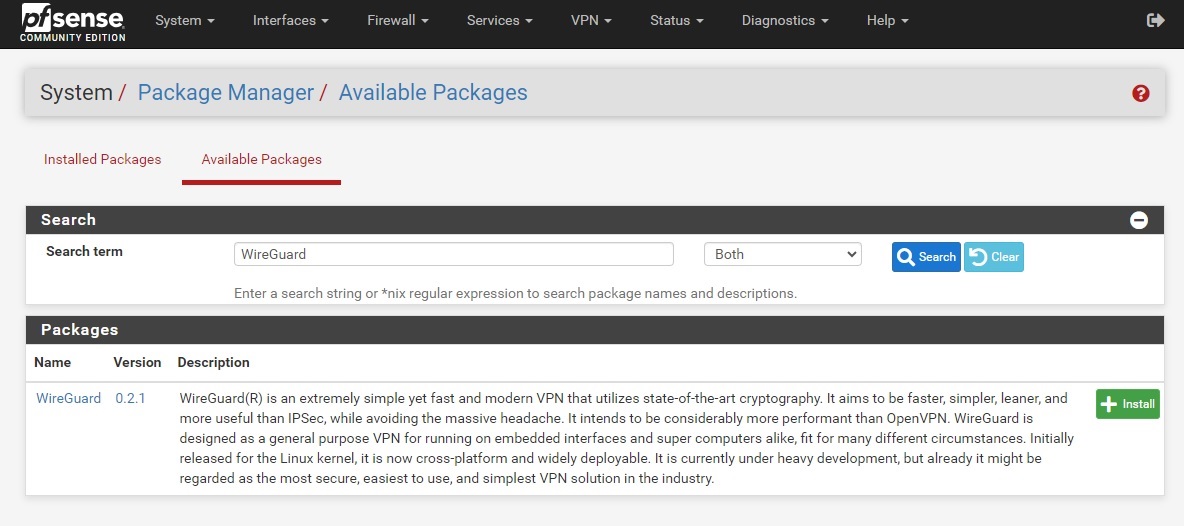 pfsense
COMMUNITY EDITION
System Interfaces Firewall Services VPN Status Diagnostics Help
System / Package Manager / Available Packages
Installed Packages Available Packages
Search
Search term WireGuard Both Search Clear
Enter a search string or *nix regular expression to search package names and descriptions.
Packages
Name Version Description
WireGuard 0.2.1 WireGuard(R) is an extremely simple yet fast and modern VPN that utilizes state-of-the-art cryptography. It aims to be faster, simpler, leaner, and
more useful than IPSec, while avoiding the massive headache. It intends to be considerably more performant than OpenVPN. WireGuard is
designed as a general purpose VPN for running on embedded interfaces and super computers alike, fit for many different circumstances. Initially
released for the Linux kernel, it is now cross-platform and widely deployable. It is currently under heavy development, but already it might be
regarded as the most secure, easiest to use, and simplest VPN solution in the industry.
Install